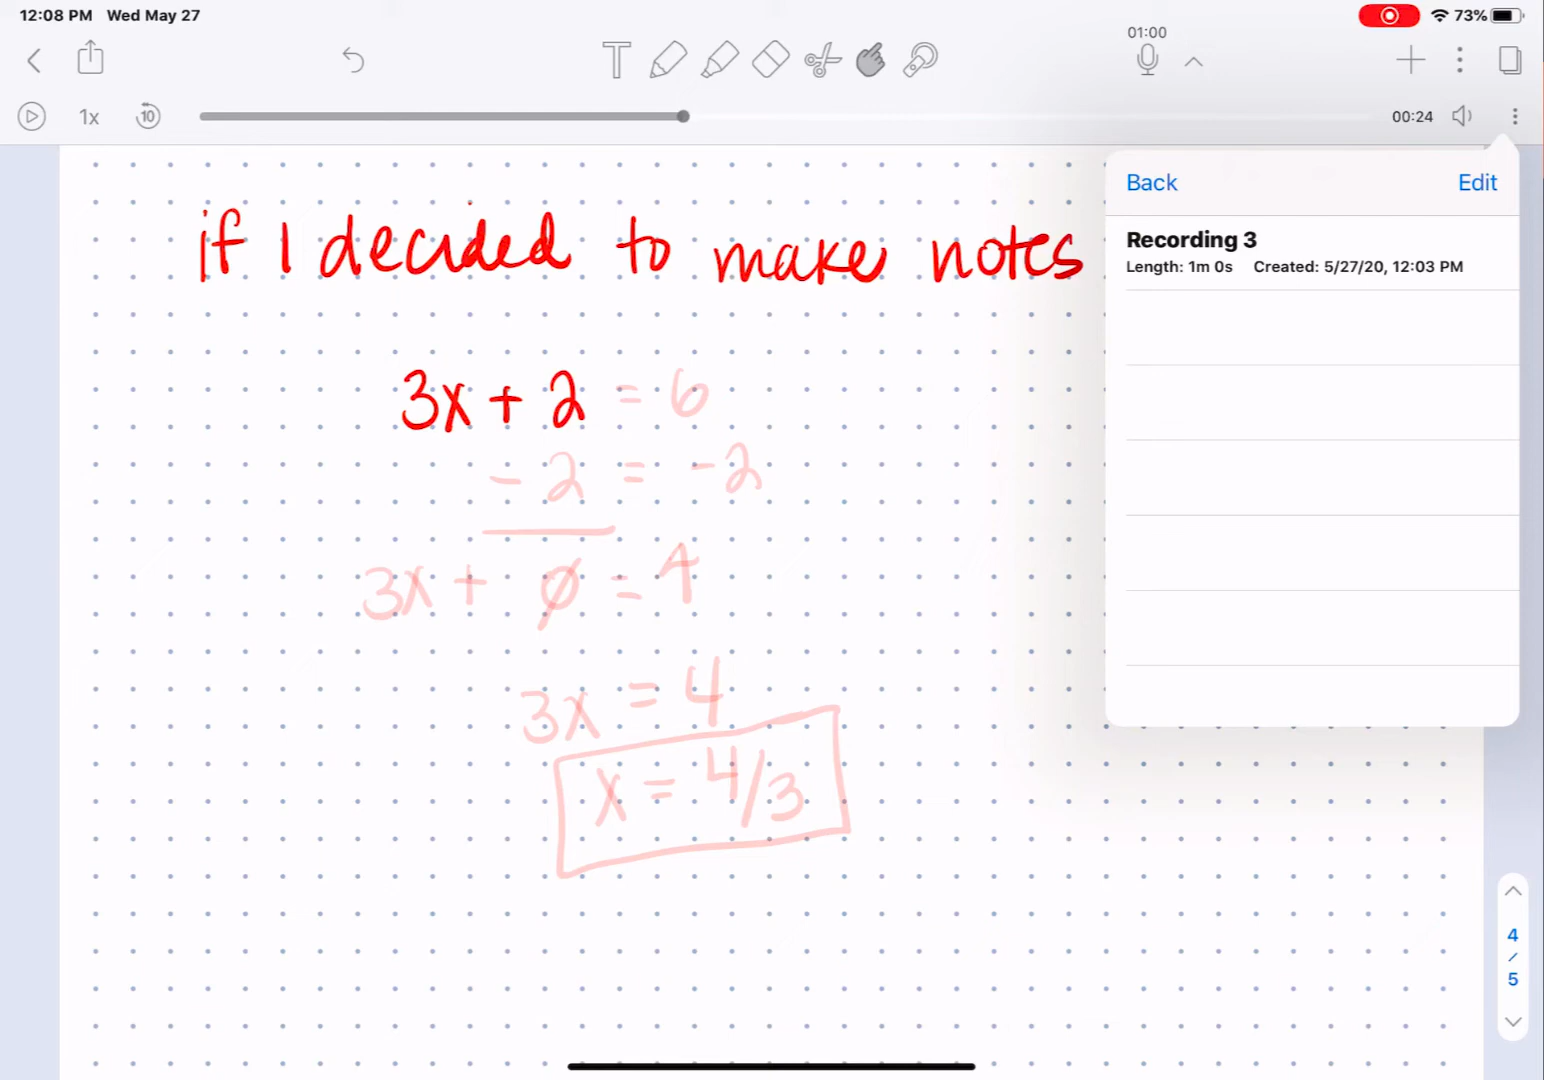 12:08 PM Wed May 27
73%
01:00
T
1x
10
00:24
Back Edit
Recording 3
Length: 1m 0s Created: 5/27/20, 12:03 PM
if I decided to make notes
3x + 2 = 6
- 2 = -2
3x + 0 = 4
3x = 4
x = 4/3
4
/
5